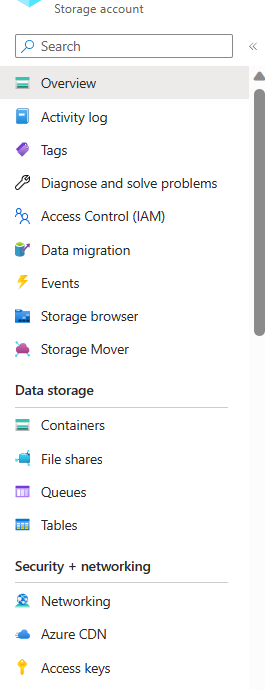 Storage account
Search
Overview
Activity log
Tags
Diagnose and solve problems
Access Control (IAM)
Data migration
Events
Storage browser
Storage Mover
Data storage
Containers
File shares
Queues
Tables
Security + networking
Networking
Azure CDN
Access keys